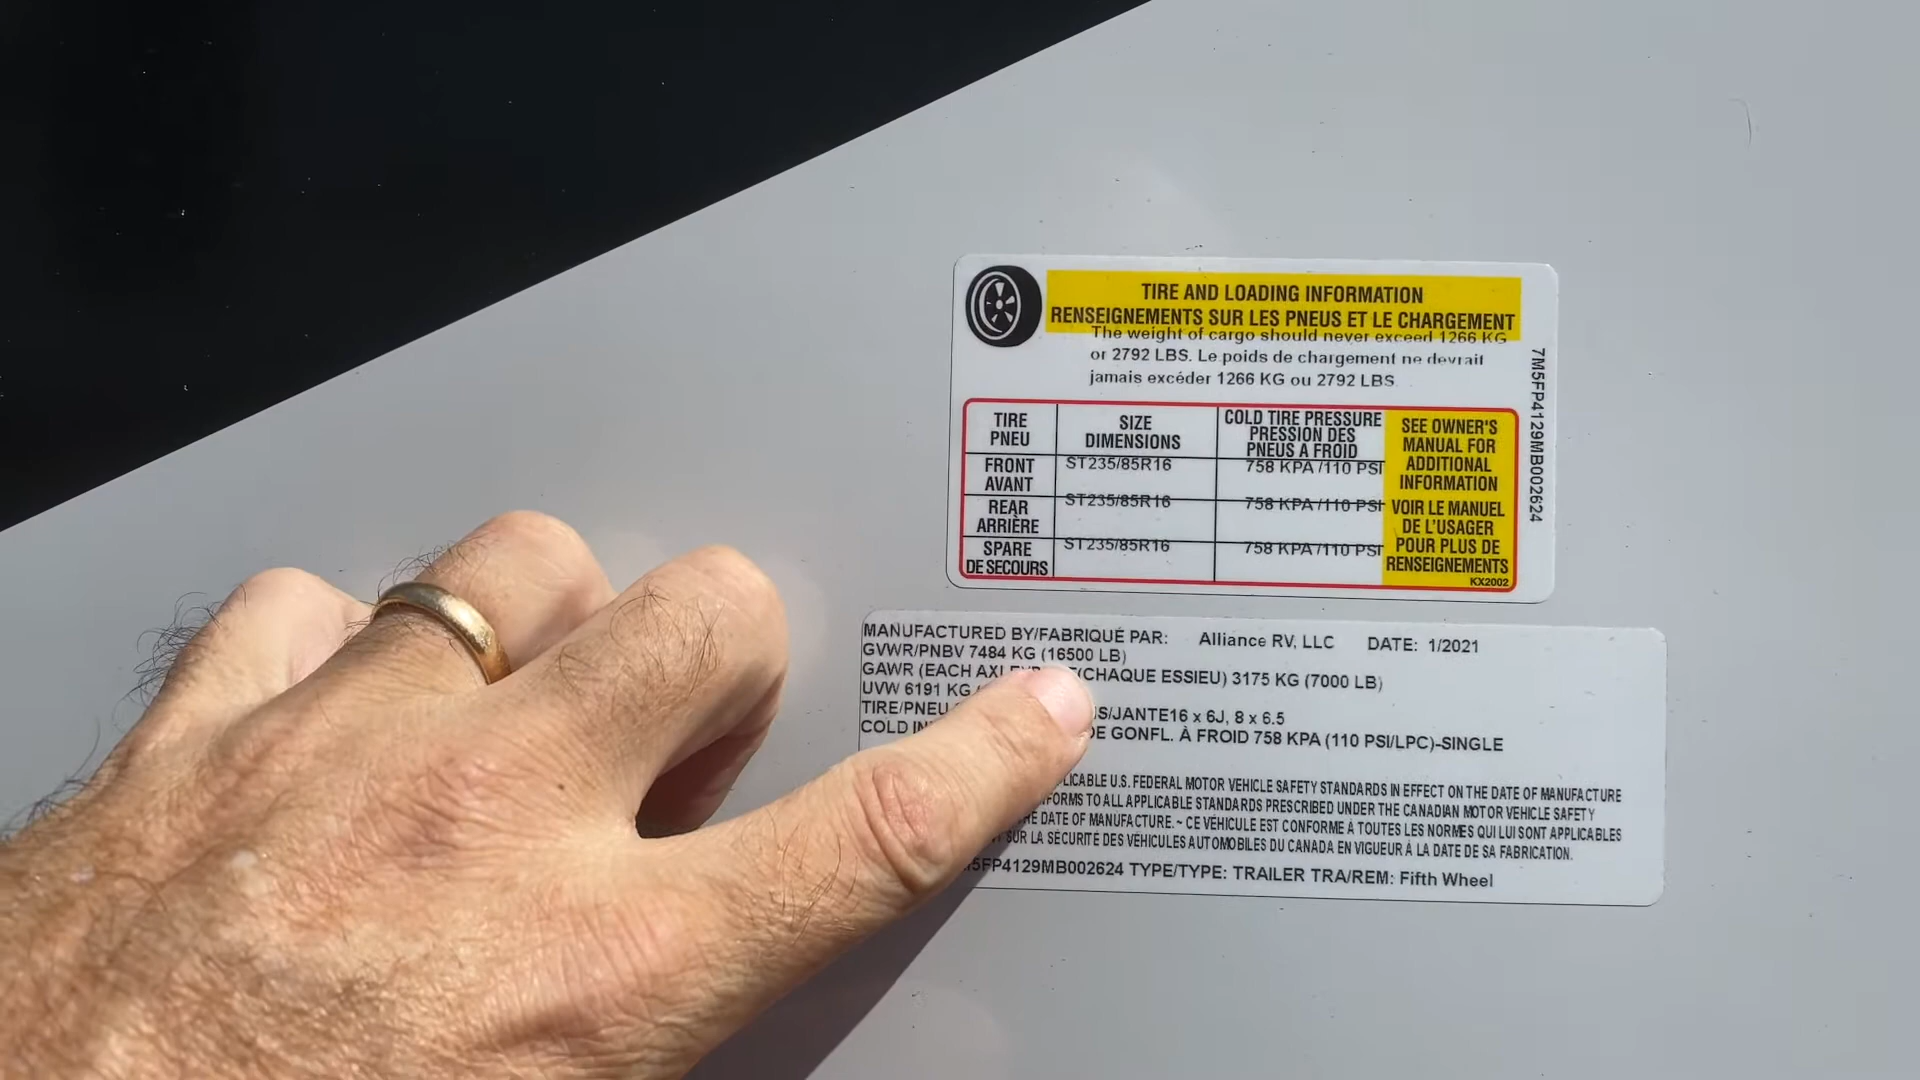 TIRE AND LOADING INFORMATION
RENSEIGNEMENTS SUR LES PNEUS ET LE CHARGEMENT
The weight of cargo should never exceed 1266 KG
or 2792 LBS. Le poids de chargement ne devrait
jamais excéder 1266 KG ou 2792 LBS.
TIRE
PNEU
SIZE
DIMENSIONS
COLD TIRE PRESSURE
PRESSION DES
PNEUS A FROID
FRONT
AVANT
ST235/85R16
758 KPA /110 PSI
REAR
ARRIÈRE
ST235/85R16
758 KPA /110 PSI
SPARE
DE SECOURS
ST235/85R16
758 KPA /110 PSI
SEE OWNER'S
MANUAL FOR
ADDITIONAL
INFORMATION
VOIR LE MANUEL
DE L'USAGER
POUR PLUS DE
RENSEIGNEMENTS
KX2002
7M5FP4129MB002624
MANUFACTURED BY/FABRIQUÉ PAR: Alliance RV, LLC DATE: 1/2021
GVWR/PNBV 7484 KG (16500 LB)
GAWR (EACH (CHAQUE ESSIEU) 3175 KG (7000 LB)
UVW 6191 KG
TIRE/PNEU S/JANTE16 x 6J, 8 x 6.5
COLD DE GONFL. À FROID 758 KPA (110 PSI/LPC)-SINGLE
U.S. FEDERAL MOTOR VEHICLE SAFETY STANDARDS IN EFFECT ON THE DATE OF MANUFACTURE
TO ALL APPLICABLE STANDARDS PRESCRIBED UNDER THE CANADIAN MOTOR VEHICLE SAFETY
DATE OF MANUFACTURE.~ CE VÉHICULE EST CONFORME À TOUTES LES NORMES QUI LUI SONT APPLICABLES
SUR LA SÉCURITÉ DES VÉHICULES AUTOMOBILES DU CANADA EN VIGUEUR À LA DATE DE SA FABRICATION.
5FP4129MB002624 TYPE/TYPE: TRAILER TRA/REM: Fifth Wheel